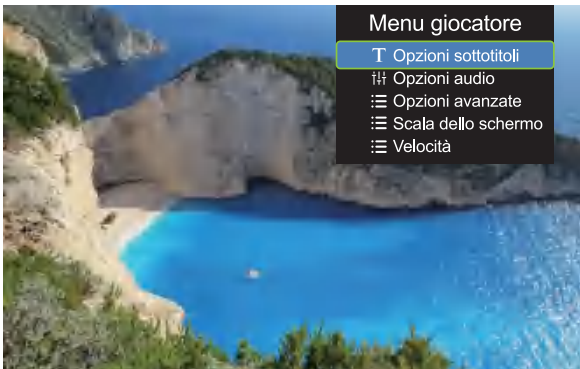 Menu giocatore
T Opzioni sottotitoli
Opzioni audio
Opzioni avanzate
Scala dello schermo
Velocità